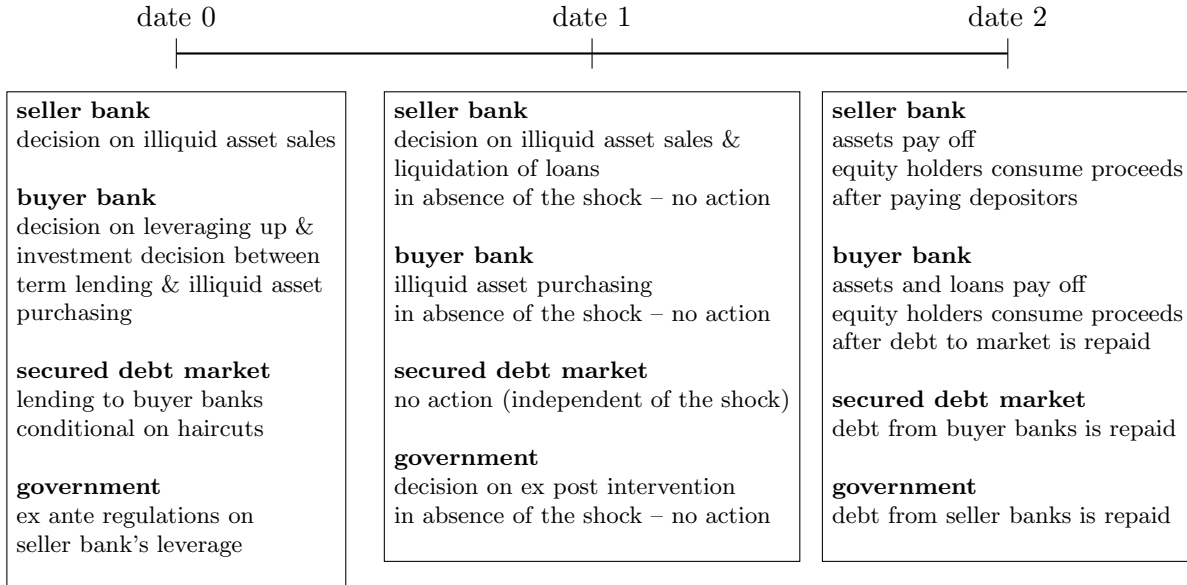 date 0
date 1
date 2
seller bank
decision on illiquid asset sales
buyer bank
decision on leveraging up &
investment decision between
term lending & illiquid asset
purchasing
secured debt market
lending to buyer banks
conditional on haircuts
government
ex ante regulations on
seller bank's leverage
seller bank
decision on illiquid asset sales &
liquidation of loans
in absence of the shock – no action
buyer bank
illiquid asset purchasing
in absence of the shock – no action
secured debt market
no action (independent of the shock)
government
decision on ex post intervention
in absence of the shock – no action
seller bank
assets pay off
equity holders consume proceeds
after paying depositors
buyer bank
assets and loans pay off
equity holders consume proceeds
after debt to market is repaid
secured debt market
debt from buyer banks is repaid
government
debt from seller banks is repaid